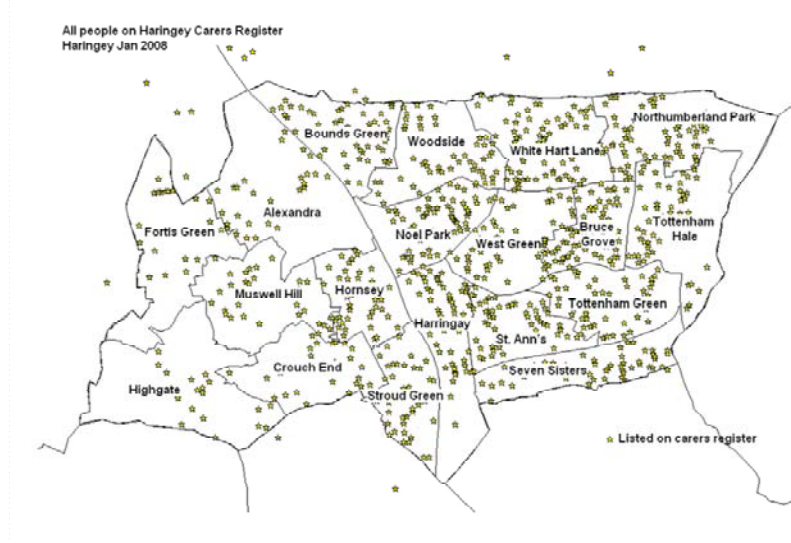 All people on Haringey Carers Register
Haringey Jan 2008
Northumberland Park
Bounds Green
Woodside
White Hart Lane
Alexandra
Fortis Green
Noel Park
West Green
Bruce
Grove
Tottenham
Hale
Muswell Hill
Hornsey
Harringay
Tottenham Green
St. Ann's
Crouch End
Seven Sisters
Highgate
Stroud Green
Listed on carers register